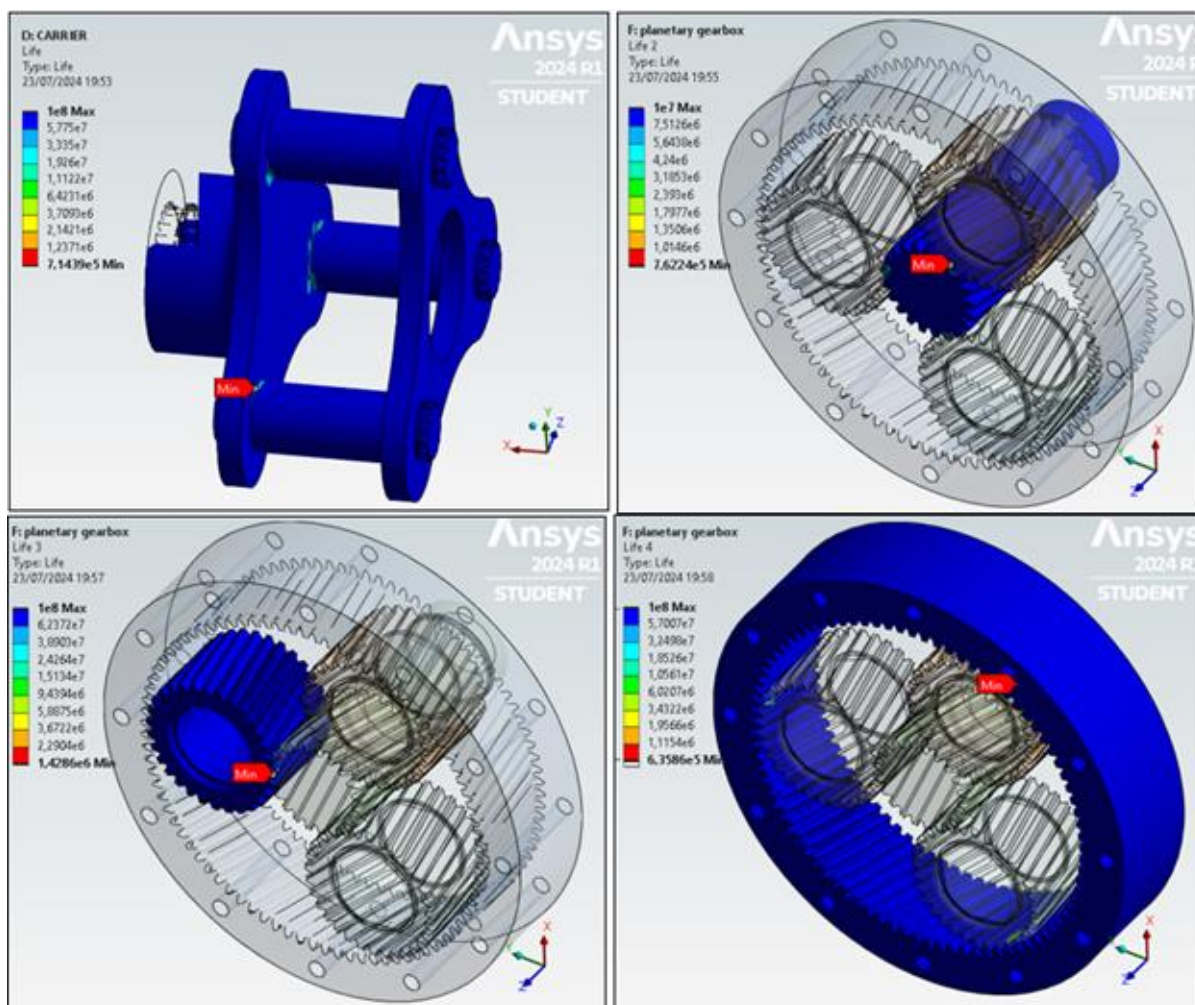 D: CARRIER
Life
Type: Life
23/07/2024 19:53
1e8 Max
5,775e7
3,335e7
1,926e7
1,1122e7
6,4231e6
3,7093e6
2,1421e6
1,2371e6
7,1439e5 Min
Ansys
2024 R1
STUDENT
Min
Y
Z
X
F: planetary gearbox
Life 2
Type: Life
23/07/2024 19:55
1e7 Max
7,5126e6
5,6438e6
4,24e6
3,1853e6
2,393e6
1,7977e6
1,3506e6
1,0146e6
7,6224e5 Min
Ansys
2024 R1
STUDENT
Min
X
Y
Z
F: planetary gearbox
Life 3
Type: Life
23/07/2024 19:57
1e8 Max
6,2372e7
3,8903e7
2,4264e7
1,5134e7
9,4394e6
5,8875e6
3,6722e6
2,2904e6
1,4286e6 Min
Ansys
2024 R1
STUDENT
Min
X
Y
Z
F: planetary gearbox
Life 4
Type: Life
23/07/2024 19:58
1e8 Max
5,7007e7
3,2498e7
1,8526e7
1,0561e7
6,0207e6
3,4322e6
1,9566e6
1,1154e6
6,3586e5 Min
Ansys
2024 R1
STUDENT
Min
X
Y
Z